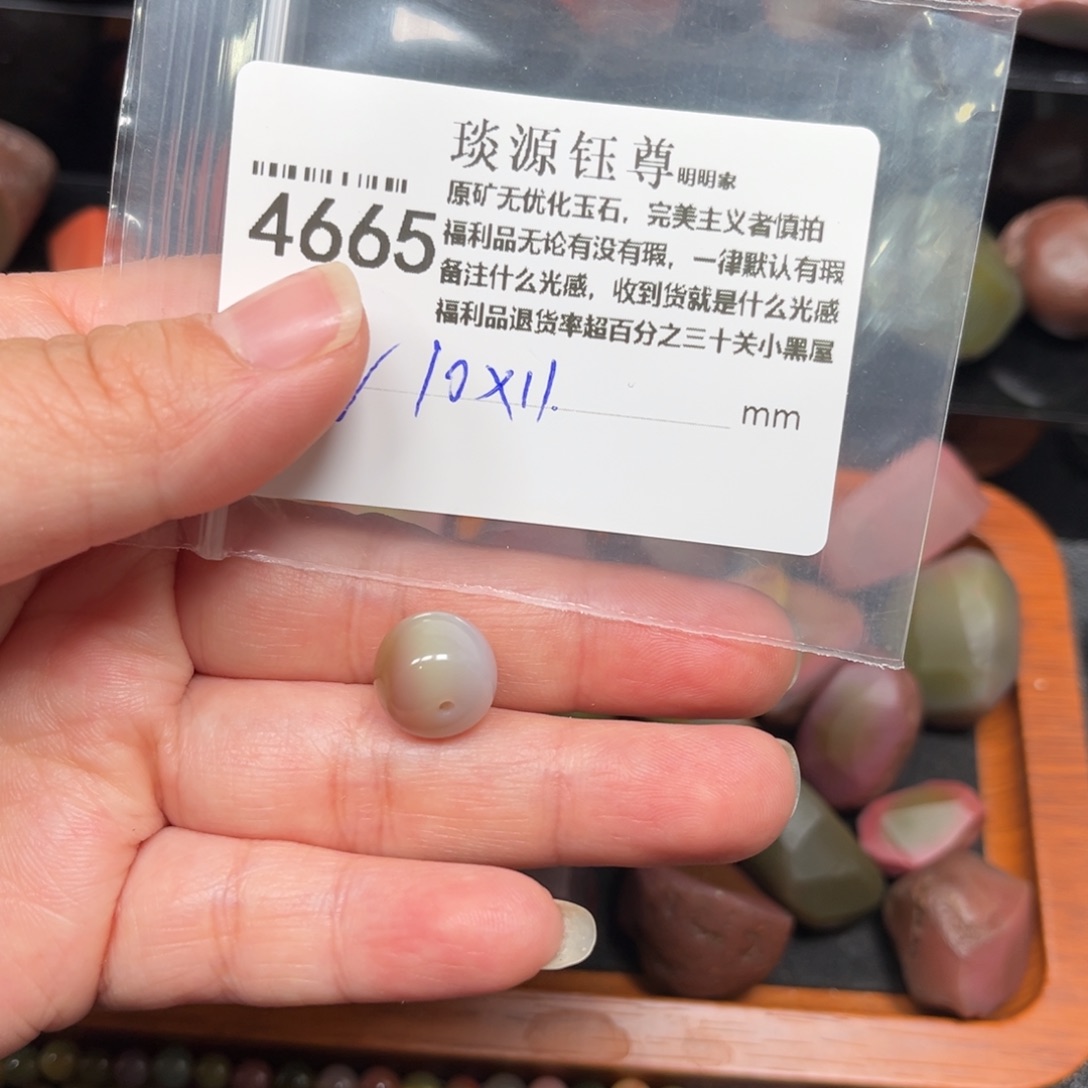 琰源钰尊明明家
4665
原矿无优化玉石，完美主义者慎拍
福利品无论有没有瑕，一律默认有瑕
备注什么光感，收到货就是什么光感
福利品退货率超百分之三十关小黑屋
/ 10X11. mm